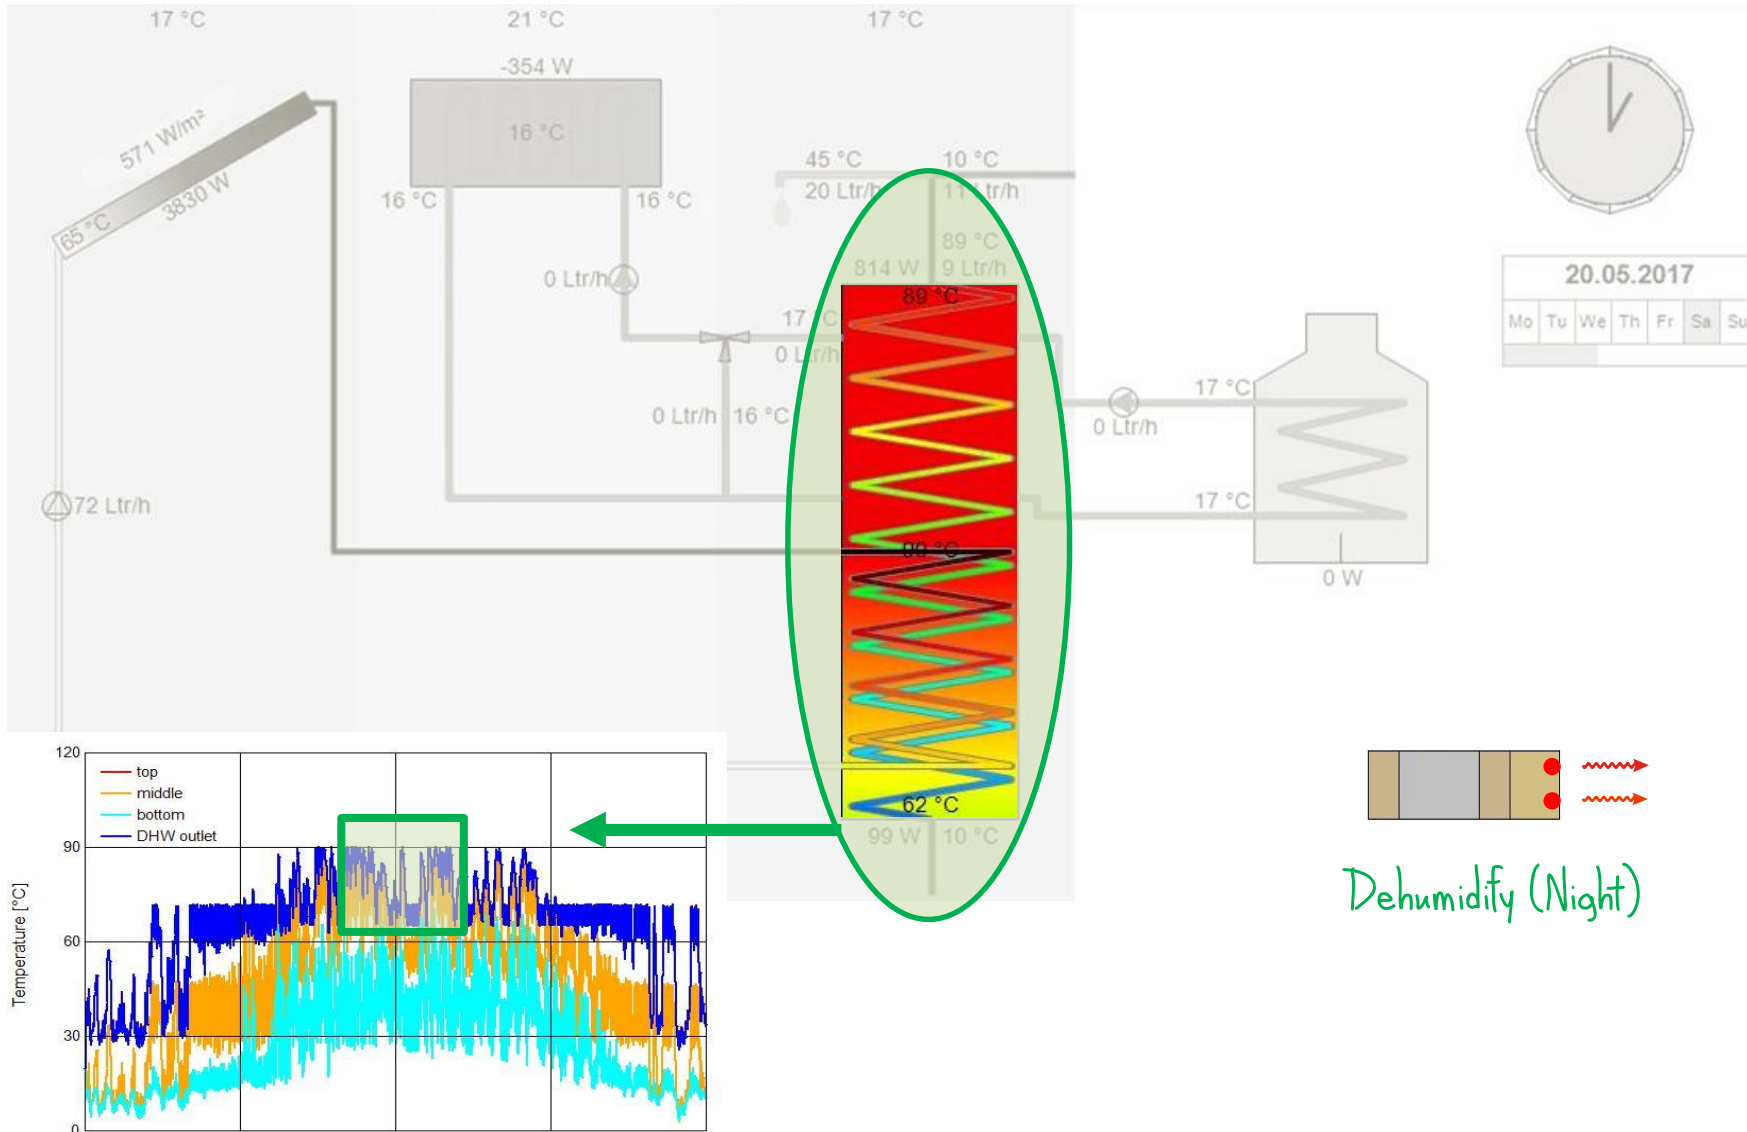 17 °C
21 °C
17 °C
-354 W
571 W/m²
3830 W
65 °C
16 °C
16 °C
16 °C
45 °C
10 °C
20 Ltr/h
11 Ltr/h
89 °C
814 W
9 Ltr/h
0 Ltr/h
89 °C
17 °C
0 Ltr/h
0 Ltr/h
16 °C
17 °C
0 Ltr/h
17 °C
0 W
72 Ltr/h
62 °C
99 W
10 °C
20.05.2017
Mo Tu We Th Fr Sa Su
120
90
60
30
0
Temperature [°C]
top
middle
bottom
DHW outlet
Dehumidify (Night)